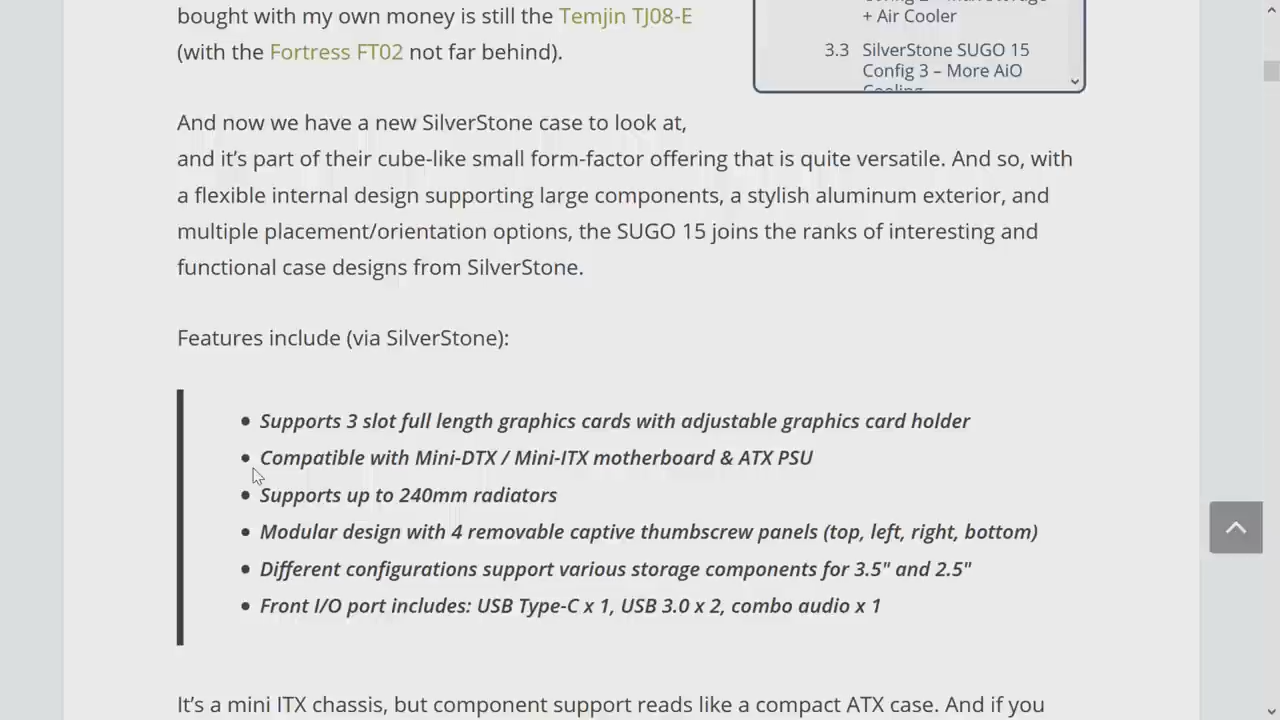 bought with my own money is still the Temjin TJ08-E
(with the Fortress FT02 not far behind).
+ Air Cooler
3.3 SilverStone SUGO 15
Config 3 – More AiO
And now we have a new SilverStone case to look at,
and it's part of their cube-like small form-factor offering that is quite versatile. And so, with
a flexible internal design supporting large components, a stylish aluminum exterior, and
multiple placement/orientation options, the SUGO 15 joins the ranks of interesting and
functional case designs from SilverStone.
Features include (via SilverStone):
• Supports 3 slot full length graphics cards with adjustable graphics card holder
• Compatible with Mini-DTX / Mini-ITX motherboard & ATX PSU
• Supports up to 240mm radiators
• Modular design with 4 removable captive thumbscrew panels (top, left, right, bottom)
• Different configurations support various storage components for 3.5" and 2.5"
• Front I/O port includes: USB Type-C x 1, USB 3.0 x 2, combo audio x 1
It's a mini ITX chassis, but component support reads like a compact ATX case. And if you